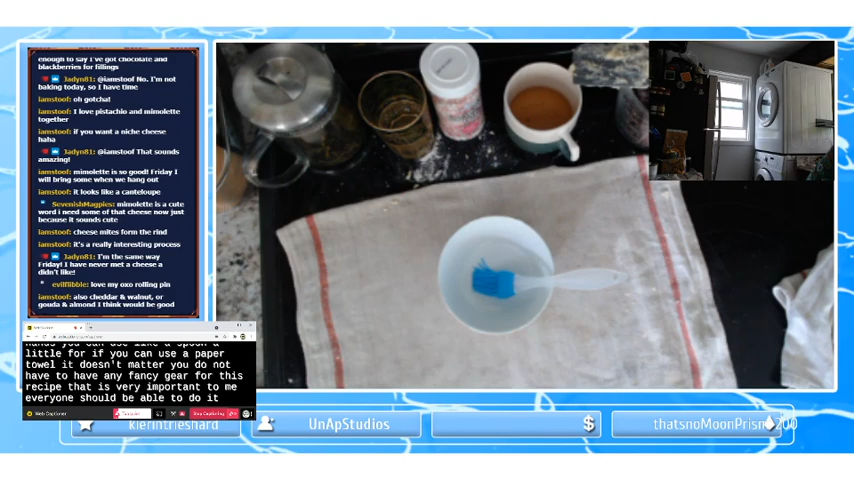 enough to say I've got chocolate and
blackberries for fillings
Jadyn81: @iamstoof No. I'm not
baking today, so I have time
iamstoof: oh gotcha!
iamstoof: I love pistachio and mimolette
together
iamstoof: if you want a niche cheese
haha
Jadyn81: @iamstoof That sounds
amazing!
iamstoof: mimolette is so good! Friday I
will bring some when we hang out
iamstoof: it looks like a canteloupe
SevenishMagpies: mimolette is a cute
word i need some of that cheese now just
because it sounds cute
iamstoof: cheese mites form the rind
iamstoof: it's a really interesting process
Jadyn81: I'm the same way
Friday! I have never met a cheese a
didn't like!
evilfibble: love my oxo rolling pin
iamstoof: also cheddar & walnut, or
gouda & almond I think would be good
Web Captioner
hands you can use like a spoon a
little for if you can use a paper
towel it doesn't matter you do not
have to have any fancy gear for this
recipe that is very important to me
everyone should be able to do it
Web Captioner
Stop Captioning
UnApStudios
$
thatsnoMoonPrism 200